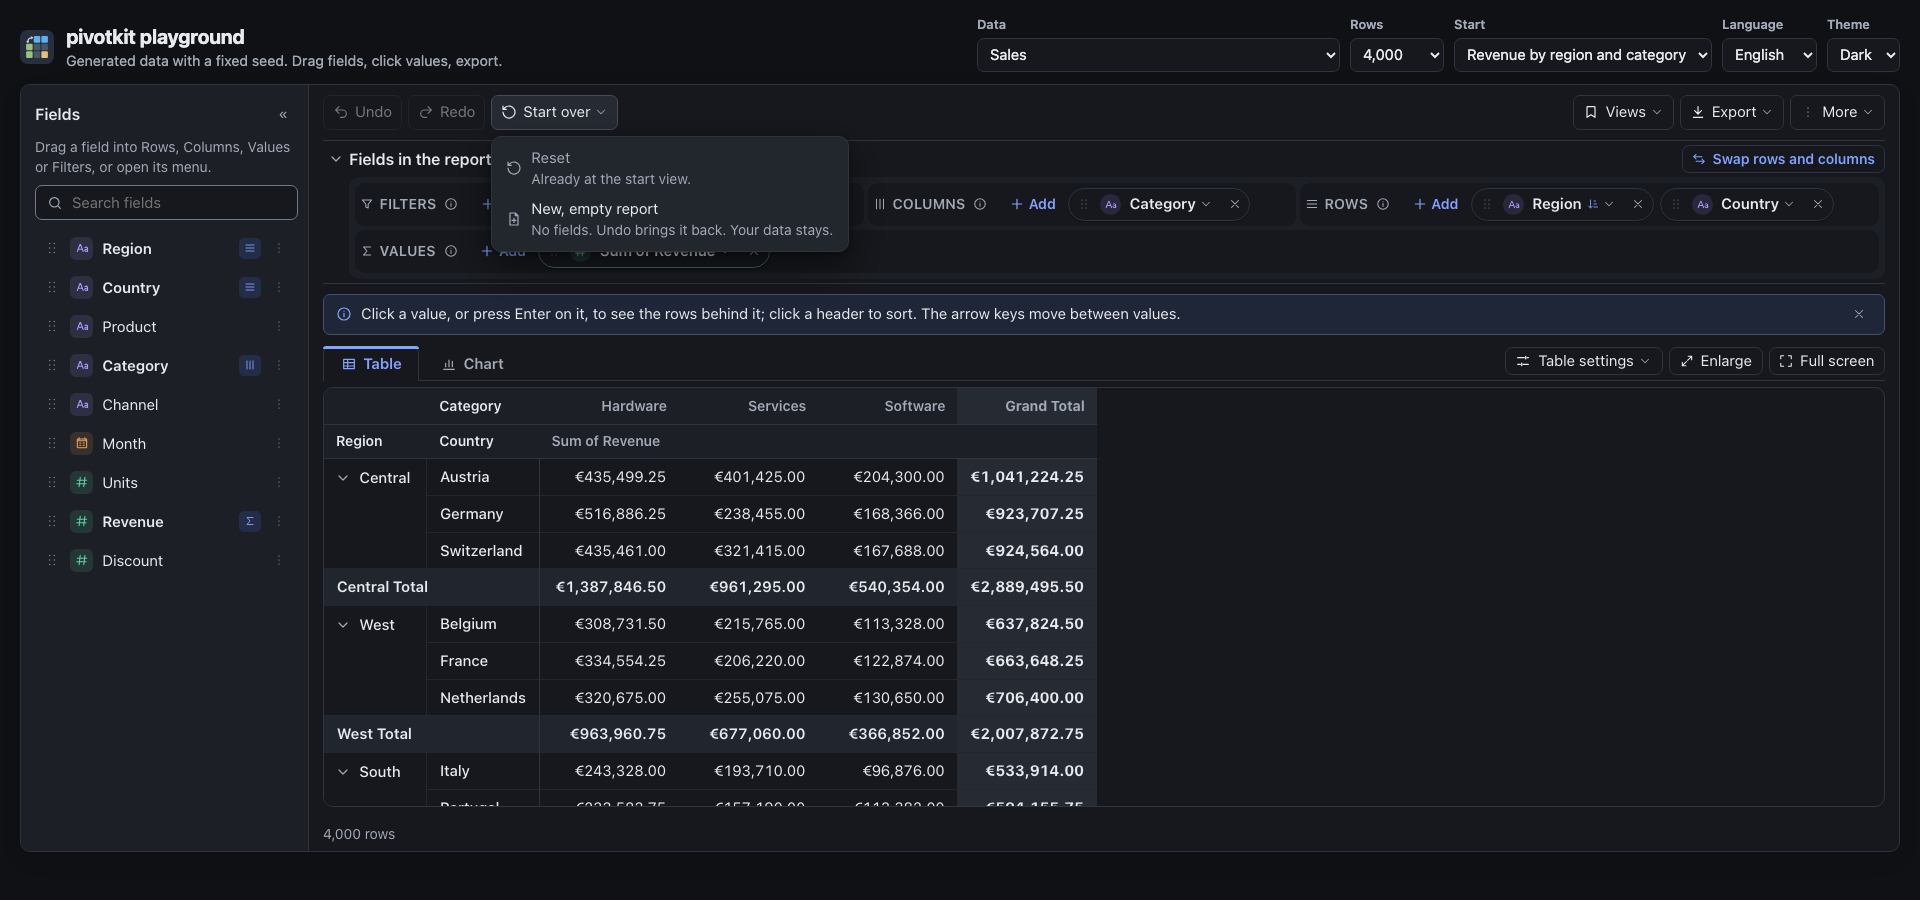 pivotkit playground
Generated data with a fixed seed. Drag fields, click values, export.
Data
Rows
Start
Language
Theme
Sales
4,000
Revenue by region and category
English
Dark
Fields
«
Drag a field into Rows, Columns, Values
or Filters, or open its menu.
Search fields
Aa Region
Aa Country
Aa Product
Aa Category
Aa Channel
Month
# Units
# Revenue Σ
# Discount
Undo
Redo
Start over
Views
Export
More
Reset
Already at the start view.
New, empty report
No fields. Undo brings it back. Your data stays.
Fields in the report
Swap rows and columns
FILTERS +
COLUMNS + Add Aa Category ×
ROWS + Add Aa Region × Aa Country ×
Σ VALUES + Add # Sum of Revenue ×
Click a value, or press Enter on it, to see the rows behind it; click a header to sort. The arrow keys move between values. ×
Table
Chart
Table settings
Enlarge
Full screen
Category Hardware Services Software Grand Total
Region Country Sum of Revenue
Central Austria €435,499.25 €401,425.00 €204,300.00 €1,041,224.25
Germany €516,886.25 €238,455.00 €168,366.00 €923,707.25
Switzerland €435,461.00 €321,415.00 €167,688.00 €924,564.00
Central Total €1,387,846.50 €961,295.00 €540,354.00 €2,889,495.50
West Belgium €308,731.50 €215,765.00 €113,328.00 €637,824.50
France €334,554.25 €206,220.00 €122,874.00 €663,648.25
Netherlands €320,675.00 €255,075.00 €130,650.00 €706,400.00
West Total €963,960.75 €677,060.00 €366,852.00 €2,007,872.75
South Italy €243,328.00 €193,710.00 €96,876.00 €533,914.00
Portugal
4,000 rows